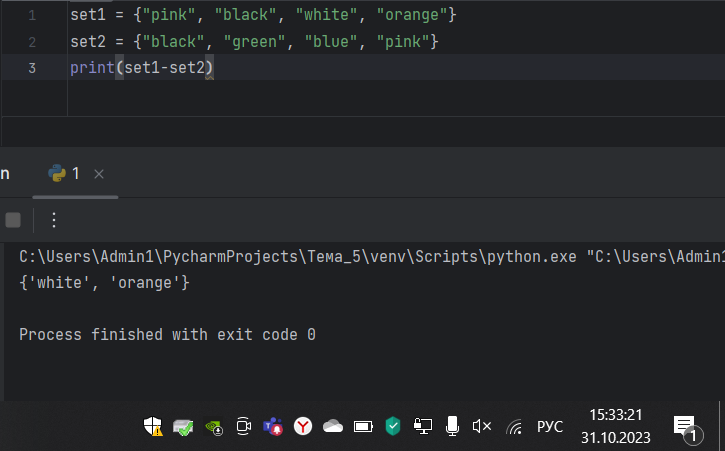 1 set1 = {"pink", "black", "white", "orange"}
2 set2 = {"black", "green", "blue", "pink"}
3 print(set1-set2)
n 1 ×
C:\Users\Admin1\PycharmProjects\Тема_5\venv\Scripts\python.exe "C:\Users\Admin1
{'white', 'orange'}
Process finished with exit code 0
РУС
15:33:21
31.10.2023
1